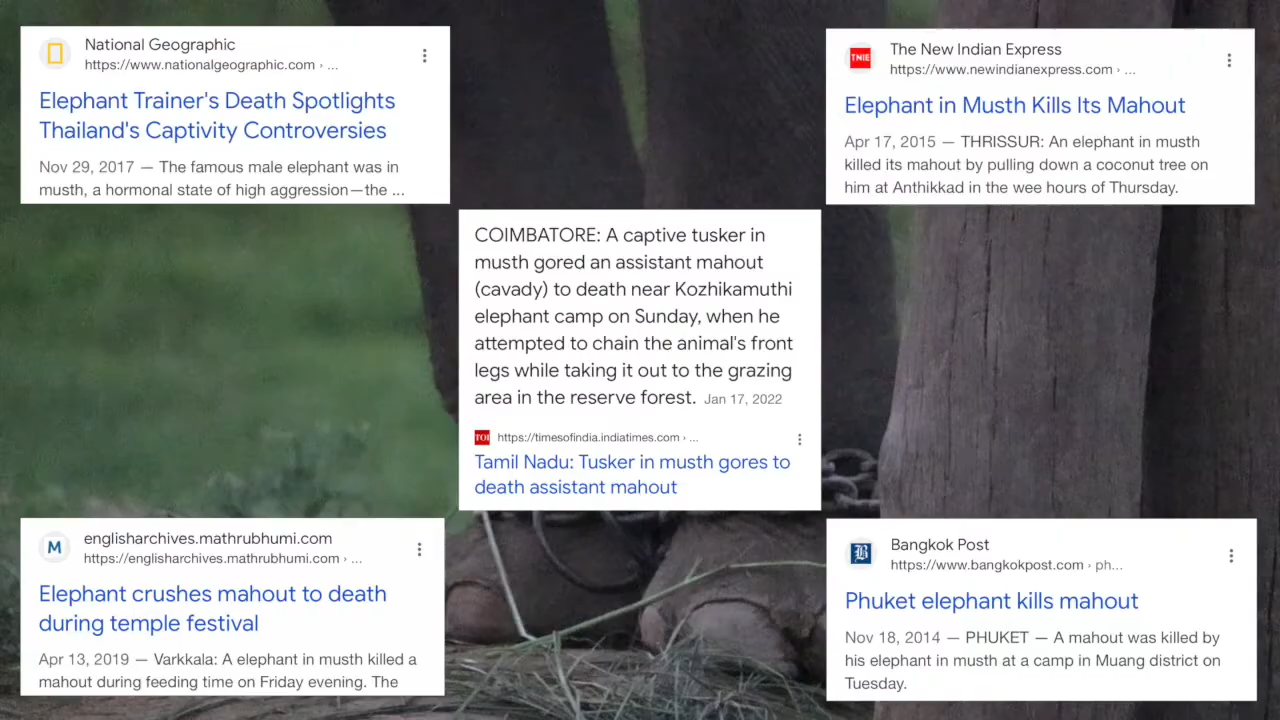 National Geographic
https://www.nationalgeographic.com › ...
Elephant Trainer's Death Spotlights
Thailand's Captivity Controversies
Nov 29, 2017 — The famous male elephant was in
musth, a hormonal state of high aggression—the ...
TNIE
The New Indian Express
https://www.newindianexpress.com › ...
Elephant in Musth Kills Its Mahout
Apr 17, 2015 — THRISSUR: An elephant in musth
killed its mahout by pulling down a coconut tree on
him at Anthikkad in the wee hours of Thursday.
COIMBATORE: A captive tusker in
musth gored an assistant mahout
(cavady) to death near Kozhikamuthi
elephant camp on Sunday, when he
attempted to chain the animal's front
legs while taking it out to the grazing
area in the reserve forest. Jan 17, 2022
TOI https://timesofindia.indiatimes.com › ...
Tamil Nadu: Tusker in musth gores to
death assistant mahout
M
englisharchives.mathrubhumi.com
https://englisharchives.mathrubhumi.com › ...
Elephant crushes mahout to death
during temple festival
Apr 13, 2019 — Varkkala: A elephant in musth killed a
mahout during feeding time on Friday evening. The
B
Bangkok Post
https://www.bangkokpost.com › ph...
Phuket elephant kills mahout
Nov 18, 2014 — PHUKET — A mahout was killed by
his elephant in musth at a camp in Muang district on
Tuesday.